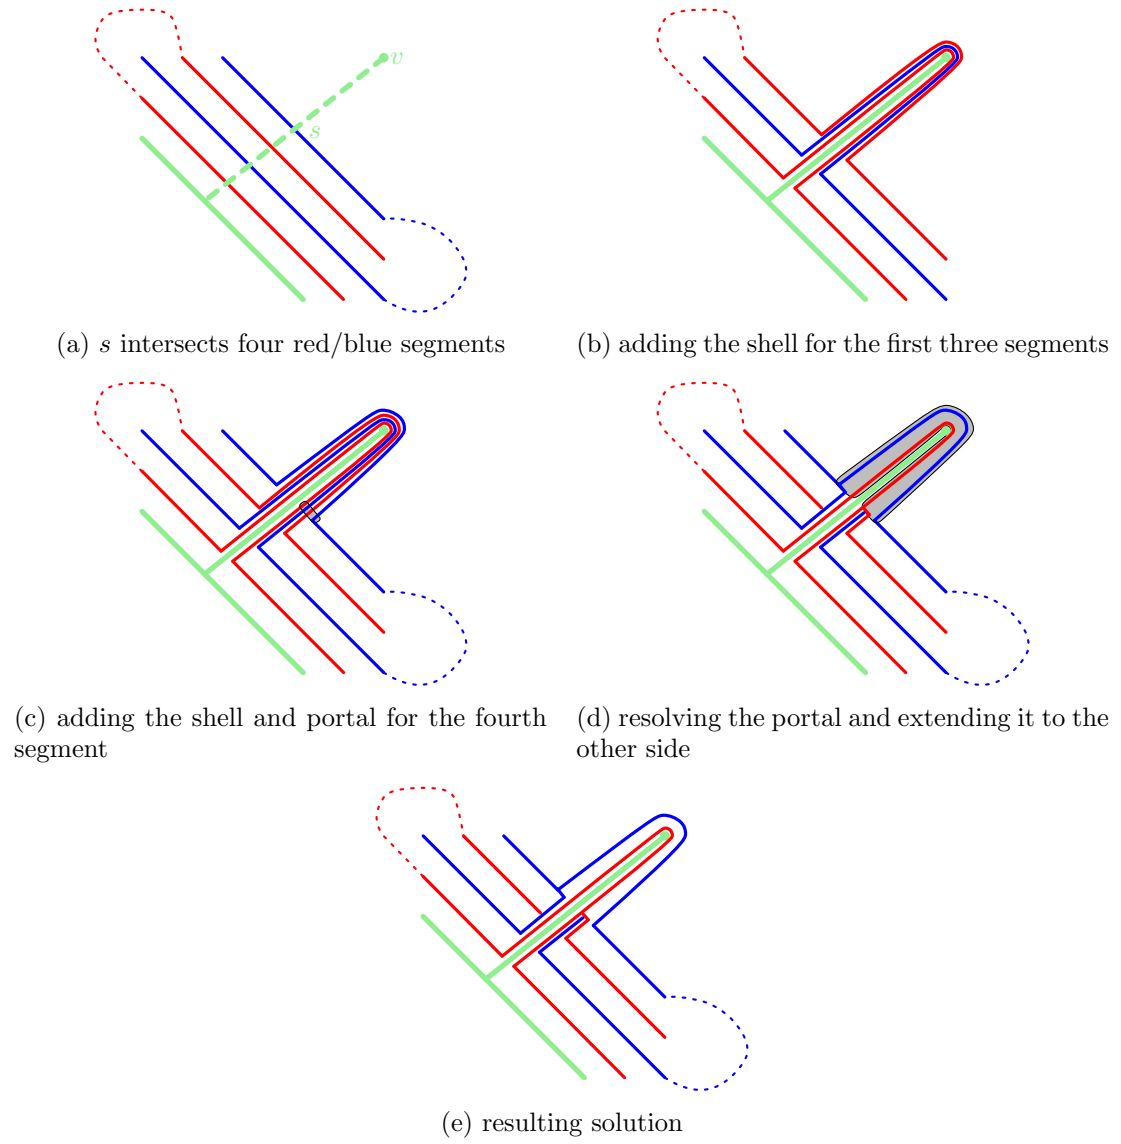 v
s
(a) s intersects four red/blue segments
(b) adding the shell for the first three segments
(c) adding the shell and portal for the fourth
segment
(d) resolving the portal and extending it to the
other side
(e) resulting solution